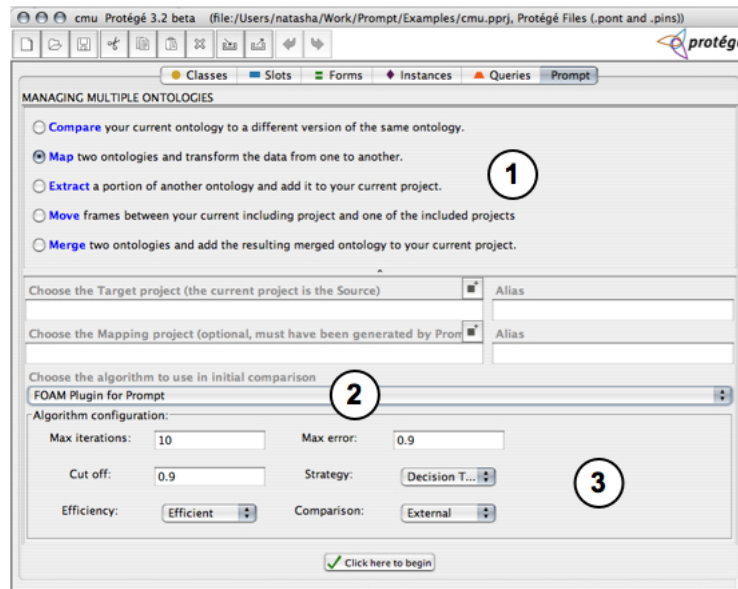 cmu Protégé 3.2 beta (file:/Users/natasha/Work/Prompt/Examples/cmu.pprj, Protégé Files (.pont and .pins))
protégé
Classes Slots Forms Instances Queries Prompt
MANAGING MULTIPLE ONTOLOGIES
Compare your current ontology to a different version of the same ontology.
Map two ontologies and transform the data from one to another.
1
Extract a portion of another ontology and add it to your current project.
Move frames between your current including project and one of the included projects
Merge two ontologies and add the resulting merged ontology to your current project.
Choose the Target project (the current project is the Source) Alias
Choose the Mapping project (optional, must have been generated by Prom Alias
Choose the algorithm to use in initial comparison
2
FOAM Plugin for Prompt
Algorithm configuration:
Max iterations: 10 Max error: 0.9
Cut off: 0.9 Strategy: Decision T...
3
Efficiency: Efficient Comparison: External
Click here to begin